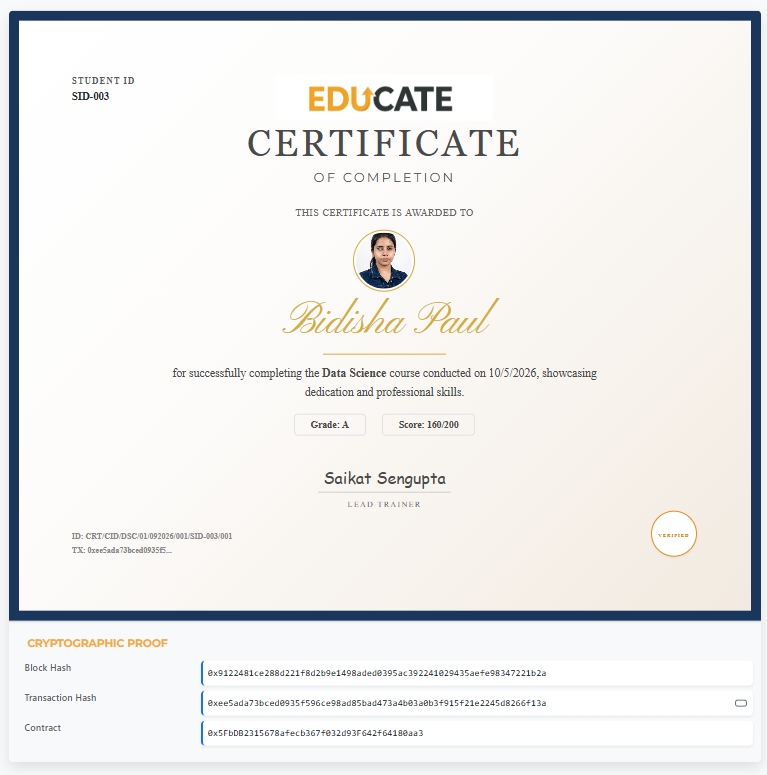 STUDENT ID
SID-003
EDUCATE
CERTIFICATE
OF COMPLETION
THIS CERTIFICATE IS AWARDED TO
Bidisha Paul
for successfully completing the Data Science course conducted on 10/5/2026, showcasing
dedication and professional skills.
Grade: A
Score: 160/200
Saikat Sengupta
LEAD TRAINER
ID: CRT/CID/DSC/01/092026/001/SID-003/001
TX: 0xee5ada73bced0935f5...
VERIFIED
CRYPTOGRAPHIC PROOF
Block Hash
0x9122481ce288d221f8d2b9e1498aded0395ac392241029435aefe98347221b2a
Transaction Hash
0xee5ada73bced0935f596ce98ad85bad473a4b03a0b3f915f21e2245d8266f13a
Contract
0x5FbDB2315678afecb367f032d93F642f64180aa3